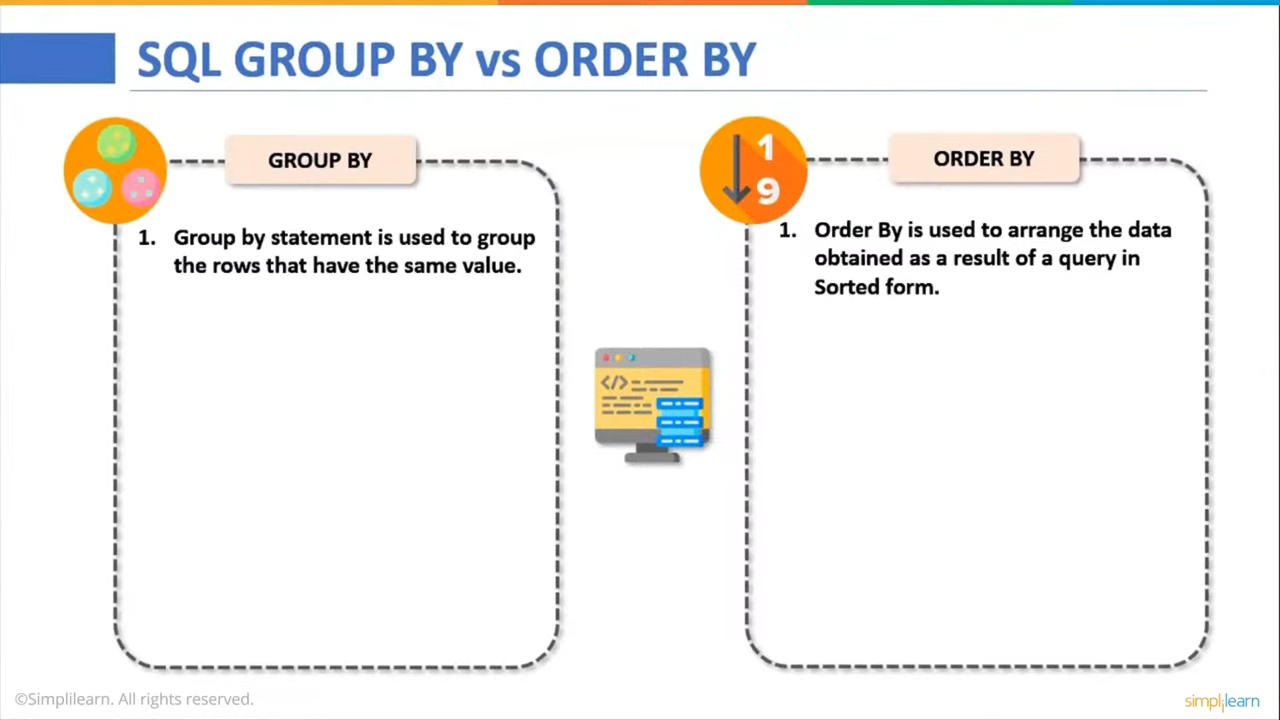 SQL GROUP BY vs ORDER BY
GROUP BY
1. Group by statement is used to group
the rows that have the same value.
ORDER BY
1. Order By is used to arrange the data
obtained as a result of a query in
Sorted form.
1
9
</>
©Simplilearn. All rights reserved.
simplilearn